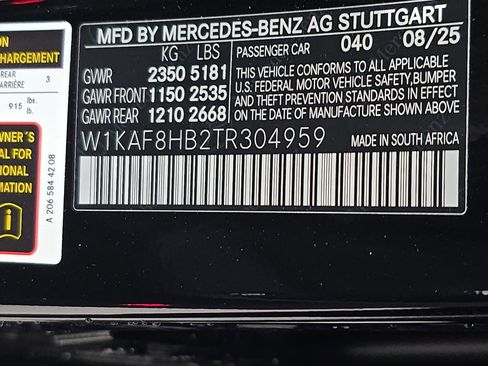 ON
HARGEMENT
REAR
ARRIÈRE 3
915 lbs.
kg.
WNER´S
AL FOR
IONAL
MATION
A 206 584 42 08
MFD BY MERCEDES-BENZ AG STUTTGART
KG LBS PASSENGER CAR 040 08/25
GVWR 2350 5181
GAWR FRONT 1150 2535
GAWR REAR 1210 2668
THIS VEHICLE CONFORMS TO ALL APPLICABLE
U.S. FEDERAL MOTOR VEHICLE SAFETY,BUMPER
AND THEFT PREVENTION STANDARDS IN EFFECT
ON THE DATE OF MANUFACTURE SHOWN ABOVE
W1KAF8HB2TR304959
MADE IN SOUTH AFRICA